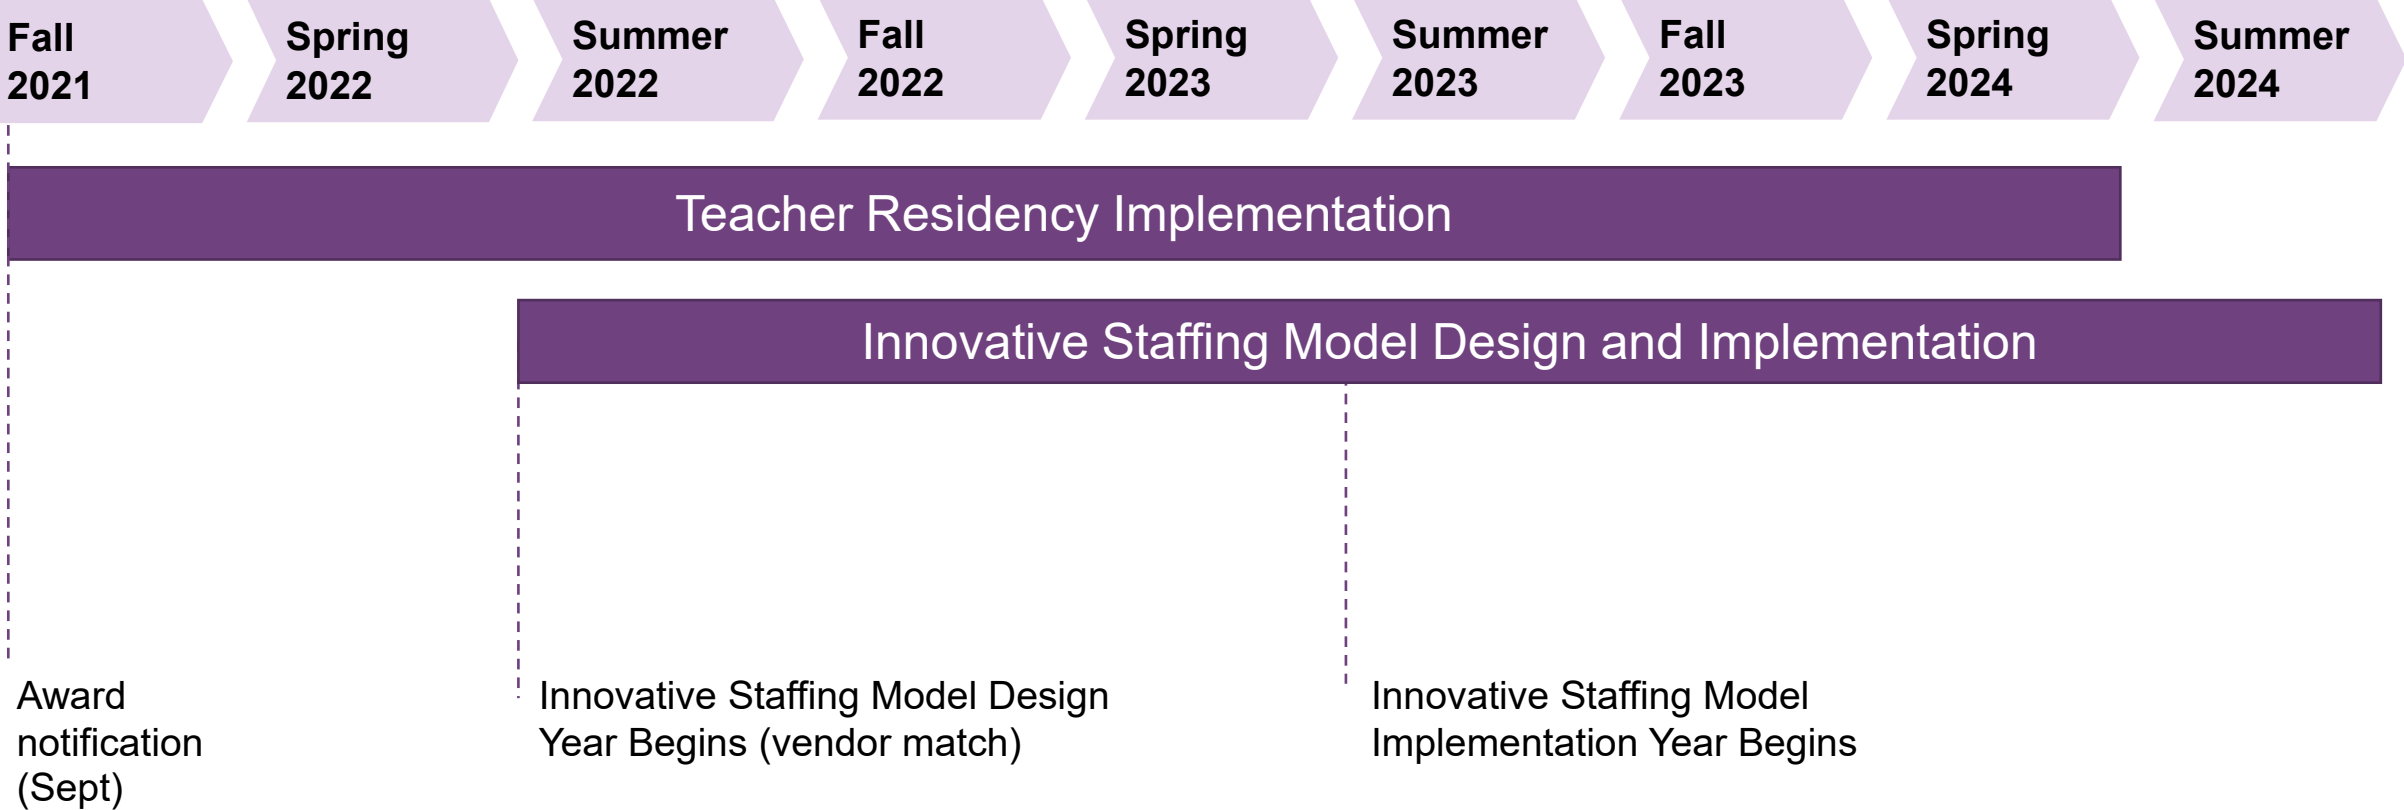 Fall
2021
Spring
2022
Summer
2022
Fall
2022
Spring
2023
Summer
2023
Fall
2023
Spring
2024
Summer
2024
Teacher Residency Implementation
Innovative Staffing Model Design and Implementation
Award
notification
(Sept)
Innovative Staffing Model Design
Year Begins (vendor match)
Innovative Staffing Model
Implementation Year Begins